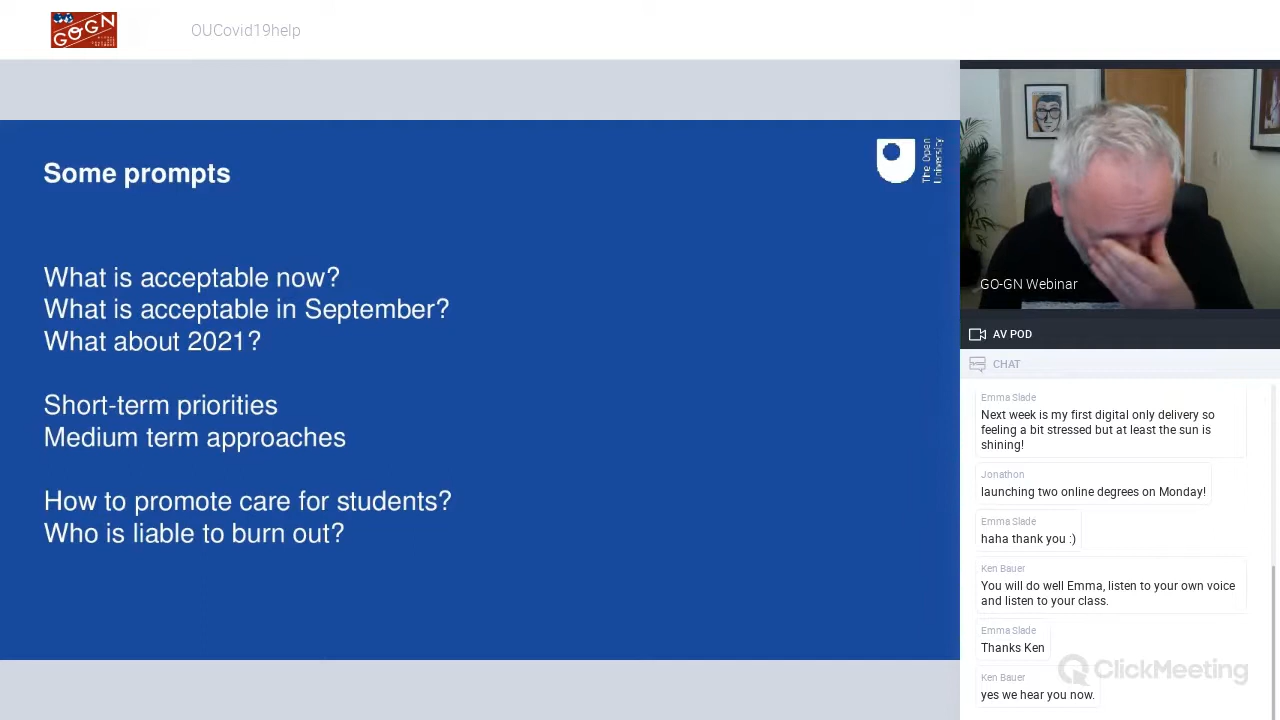 GOGN
OUCovid19help
Some prompts
The Open
University
What is acceptable now?
What is acceptable in September?
What about 2021?
Short-term priorities
Medium term approaches
How to promote care for students?
Who is liable to burn out?
GO-GN Webinar
AV POD
CHAT
Emma Slade
Next week is my first digital only delivery so
feeling a bit stressed but at least the sun is
shining!
Jonathon
launching two online degrees on Monday!
Emma Slade
haha thank you :)
Ken Bauer
You will do well Emma, listen to your own voice
and listen to your class.
Emma Slade
Thanks Ken
Ken Bauer
yes we hear you now.
ClickMeeting